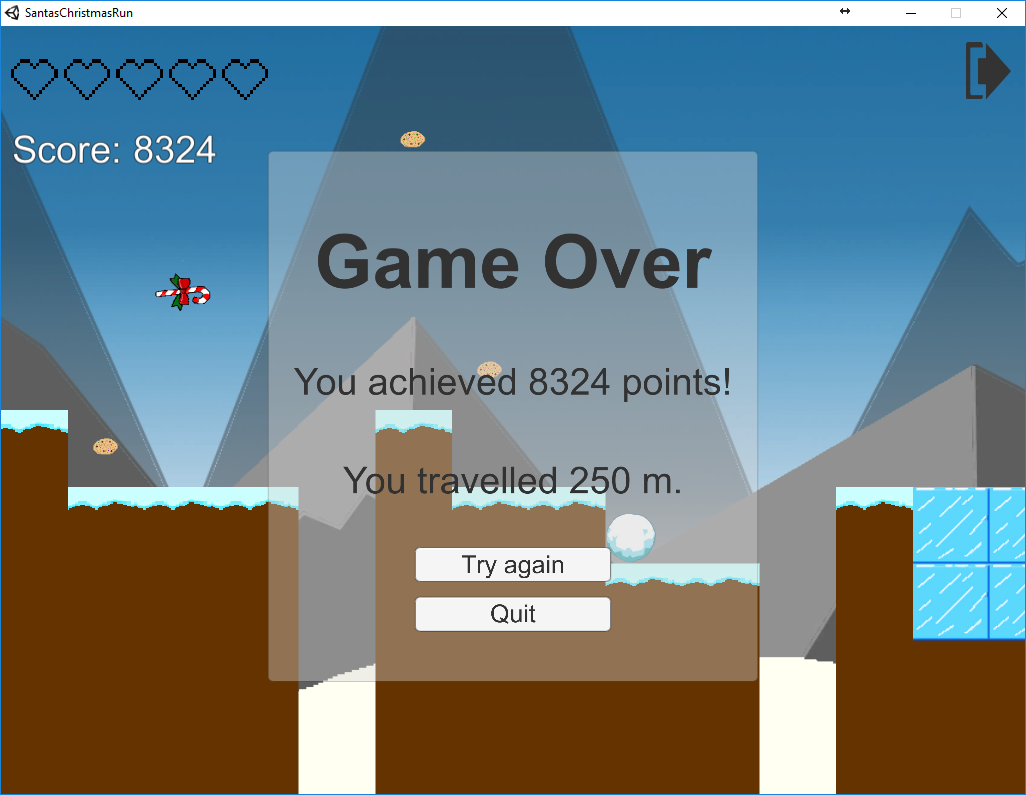 SantasChristmasRun
Score: 8324
Game Over
You achieved 8324 points!
You travelled 250 m.
Try again
Quit